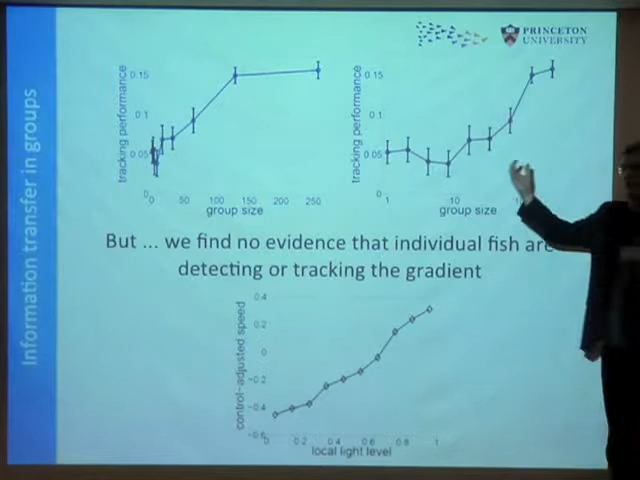 PRINCETON
UNIVERSITY
Information transfer in groups
tracking performance
0.15
0.1
0.05
0
0
50
100
150
200
250
group size
tracking performance
0.15
0.1
0.05
0
1
10
group size
But ... we find no evidence that individual fish are
detecting or tracking the gradient
control-adjusted speed
0.4
0.2
0
-0.2
-0.4
-0.6
0
0.2
0.4
0.6
0.8
1
local light level